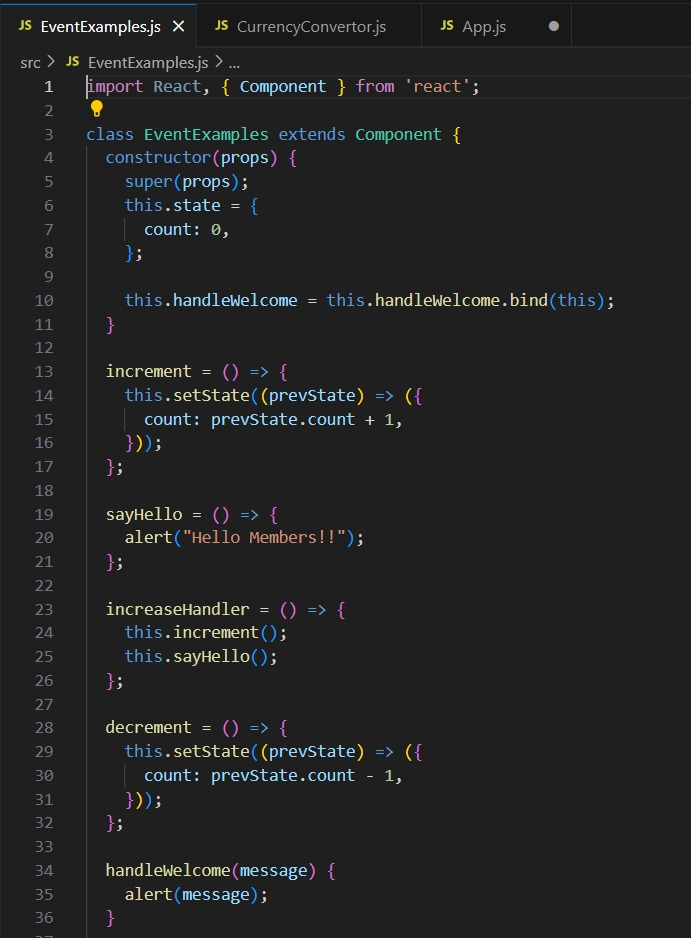 JS EventExamples.js × JS CurrencyConvertor.js JS App.js ●
src > JS EventExamples.js > ...
1 import React, { Component } from 'react';
2
3 class EventExamples extends Component {
4   constructor(props) {
5     super(props);
6     this.state = {
7       count: 0,
8     };
9
10     this.handleWelcome = this.handleWelcome.bind(this);
11   }
12
13   increment = () => {
14     this.setState((prevState) => ({
15       count: prevState.count + 1,
16     }));
17   };
18
19   sayHello = () => {
20     alert("Hello Members!!");
21   };
22
23   increaseHandler = () => {
24     this.increment();
25     this.sayHello();
26   };
27
28   decrement = () => {
29     this.setState((prevState) => ({
30       count: prevState.count - 1,
31     }));
32   };
33
34   handleWelcome(message) {
35     alert(message);
36   }